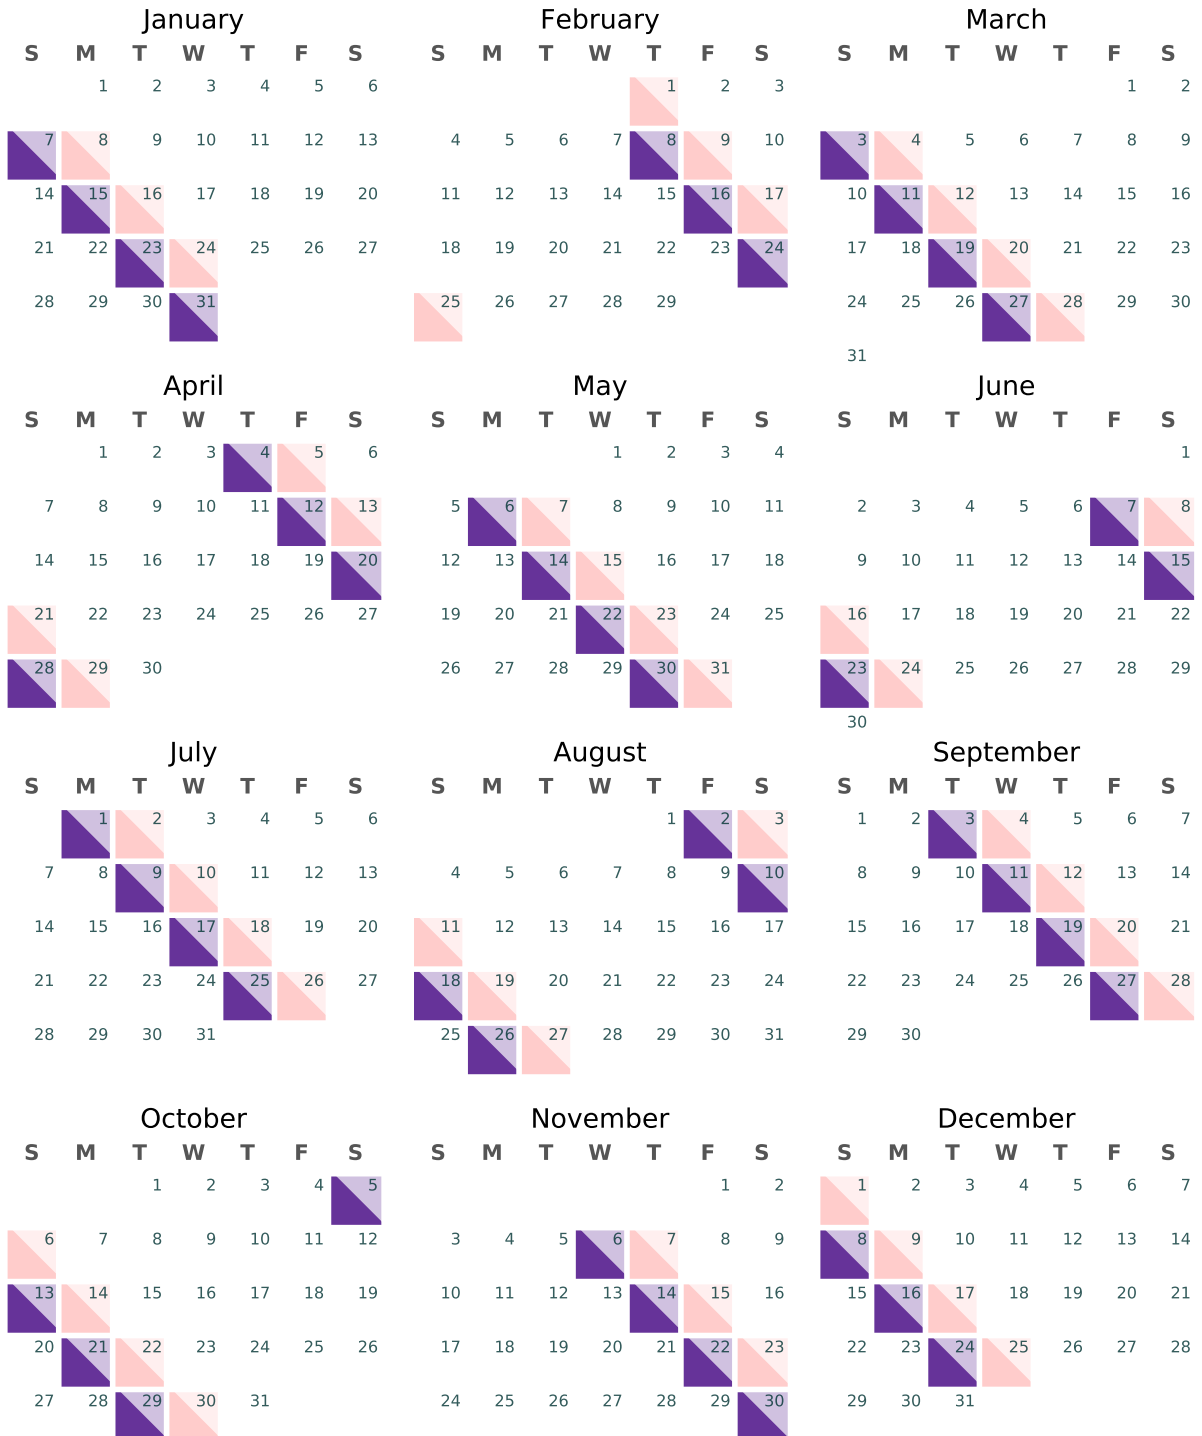 January
S M T W T F S
1 2 3 4 5 6
7 8 9 10 11 12 13
14 15 16 17 18 19 20
21 22 23 24 25 26 27
28 29 30 31
February
S M T W T F S
1 2 3
4 5 6 7 8 9 10
11 12 13 14 15 16 17
18 19 20 21 22 23 24
25 26 27 28 29
March
S M T W T F S
1 2
3 4 5 6 7 8 9
10 11 12 13 14 15 16
17 18 19 20 21 22 23
24 25 26 27 28 29 30
31
April
S M T W T F S
1 2 3 4 5 6
7 8 9 10 11 12 13
14 15 16 17 18 19 20
21 22 23 24 25 26 27
28 29 30
May
S M T W T F S
1 2 3 4
5 6 7 8 9 10 11
12 13 14 15 16 17 18
19 20 21 22 23 24 25
26 27 28 29 30 31
June
S M T W T F S
1
2 3 4 5 6 7 8
9 10 11 12 13 14 15
16 17 18 19 20 21 22
23 24 25 26 27 28 29
30
July
S M T W T F S
1 2 3 4 5 6
7 8 9 10 11 12 13
14 15 16 17 18 19 20
21 22 23 24 25 26 27
28 29 30 31
August
S M T W T F S
1 2 3
4 5 6 7 8 9 10
11 12 13 14 15 16 17
18 19 20 21 22 23 24
25 26 27 28 29 30 31
September
S M T W T F S
1 2 3 4 5 6 7
8 9 10 11 12 13 14
15 16 17 18 19 20 21
22 23 24 25 26 27 28
29 30
October
S M T W T F S
1 2 3 4 5
6 7 8 9 10 11 12
13 14 15 16 17 18 19
20 21 22 23 24 25 26
27 28 29 30 31
November
S M T W T F S
1 2
3 4 5 6 7 8 9
10 11 12 13 14 15 16
17 18 19 20 21 22 23
24 25 26 27 28 29 30
December
S M T W T F S
1 2 3 4 5 6 7
8 9 10 11 12 13 14
15 16 17 18 19 20 21
22 23 24 25 26 27 28
29 30 31